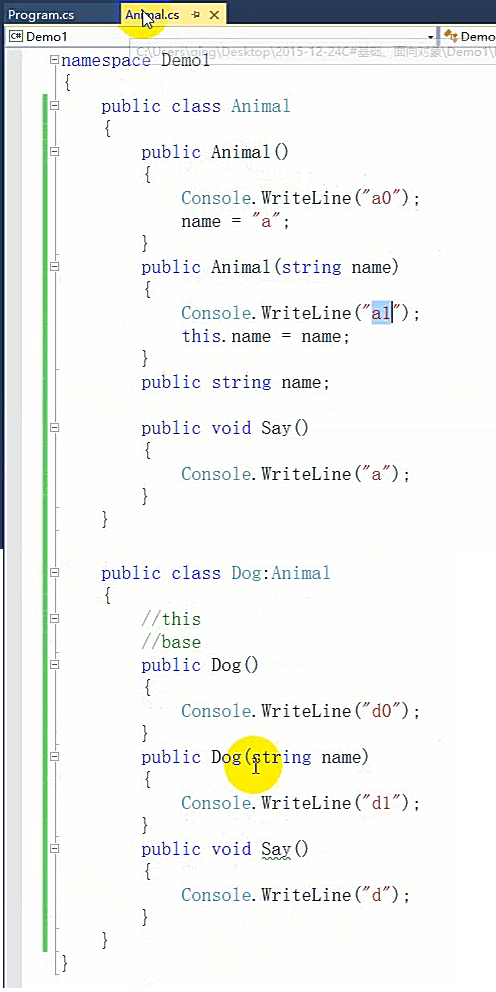 Program.cs Animal.cs
C# Demo1 Demo
C:\Users\qing\Desktop\2015-12-24C#基础、面向对象\Demo1\
namespace Demo1
{
public class Animal
{
public Animal()
{
Console.WriteLine("a0");
name = "a";
}
public Animal(string name)
{
Console.WriteLine("a1");
this.name = name;
}
public string name;
public void Say()
{
Console.WriteLine("a");
}
}
public class Dog:Animal
{
//this
//base
public Dog()
{
Console.WriteLine("d0");
}
public Dog(string name)
{
Console.WriteLine("d1");
}
public void Say()
{
Console.WriteLine("d");
}
}
}